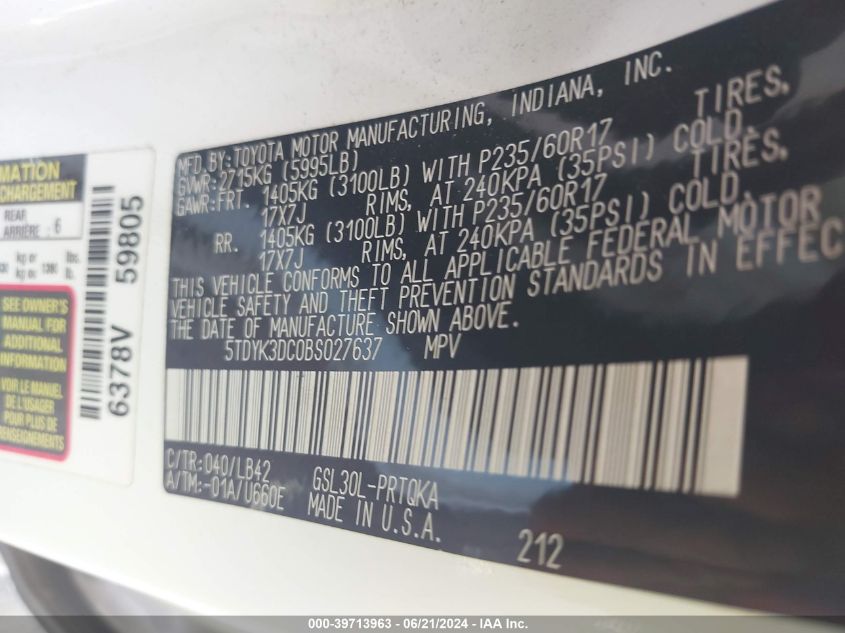 MFD. BY: TOYOTA MOTOR MANUFACTURING, INDIANA, INC.
GVWR: 2715KG (5995LB)
GAWR: FRT. 1405KG (3100LB) WITH P235/60R17 TIRES,
17X7J RIMS, AT 240KPA (35PSI) COLD.
RR. 1405KG (3100LB) WITH P235/60R17 TIRES,
17X7J RIMS, AT 240KPA (35PSI) COLD.
THIS VEHICLE CONFORMS TO ALL APPLICABLE FEDERAL MOTOR
VEHICLE SAFETY AND THEFT PREVENTION STANDARDS IN EFFEC
THE DATE OF MANUFACTURE SHOWN ABOVE.
5TDYK3DC0BS027637 MPV
C/TR: 040/LB42
A/TM: -01A/U660E
GSL30L-PRTQKA
MADE IN U.S.A.
212
MATION
CHARGEMENT
REAR
ARRIÈRE : 6
kg or
kg ou
1380
lbs.
lb.
SEE OWNER'S
MANUAL FOR
ADDITIONAL
INFORMATION
VOIR LE MANUEL
DE L'USAGER
POUR PLUS DE
RENSEIGNEMENTS
6378V 59805
000-39713963 - 06/21/2024 - IAA Inc.